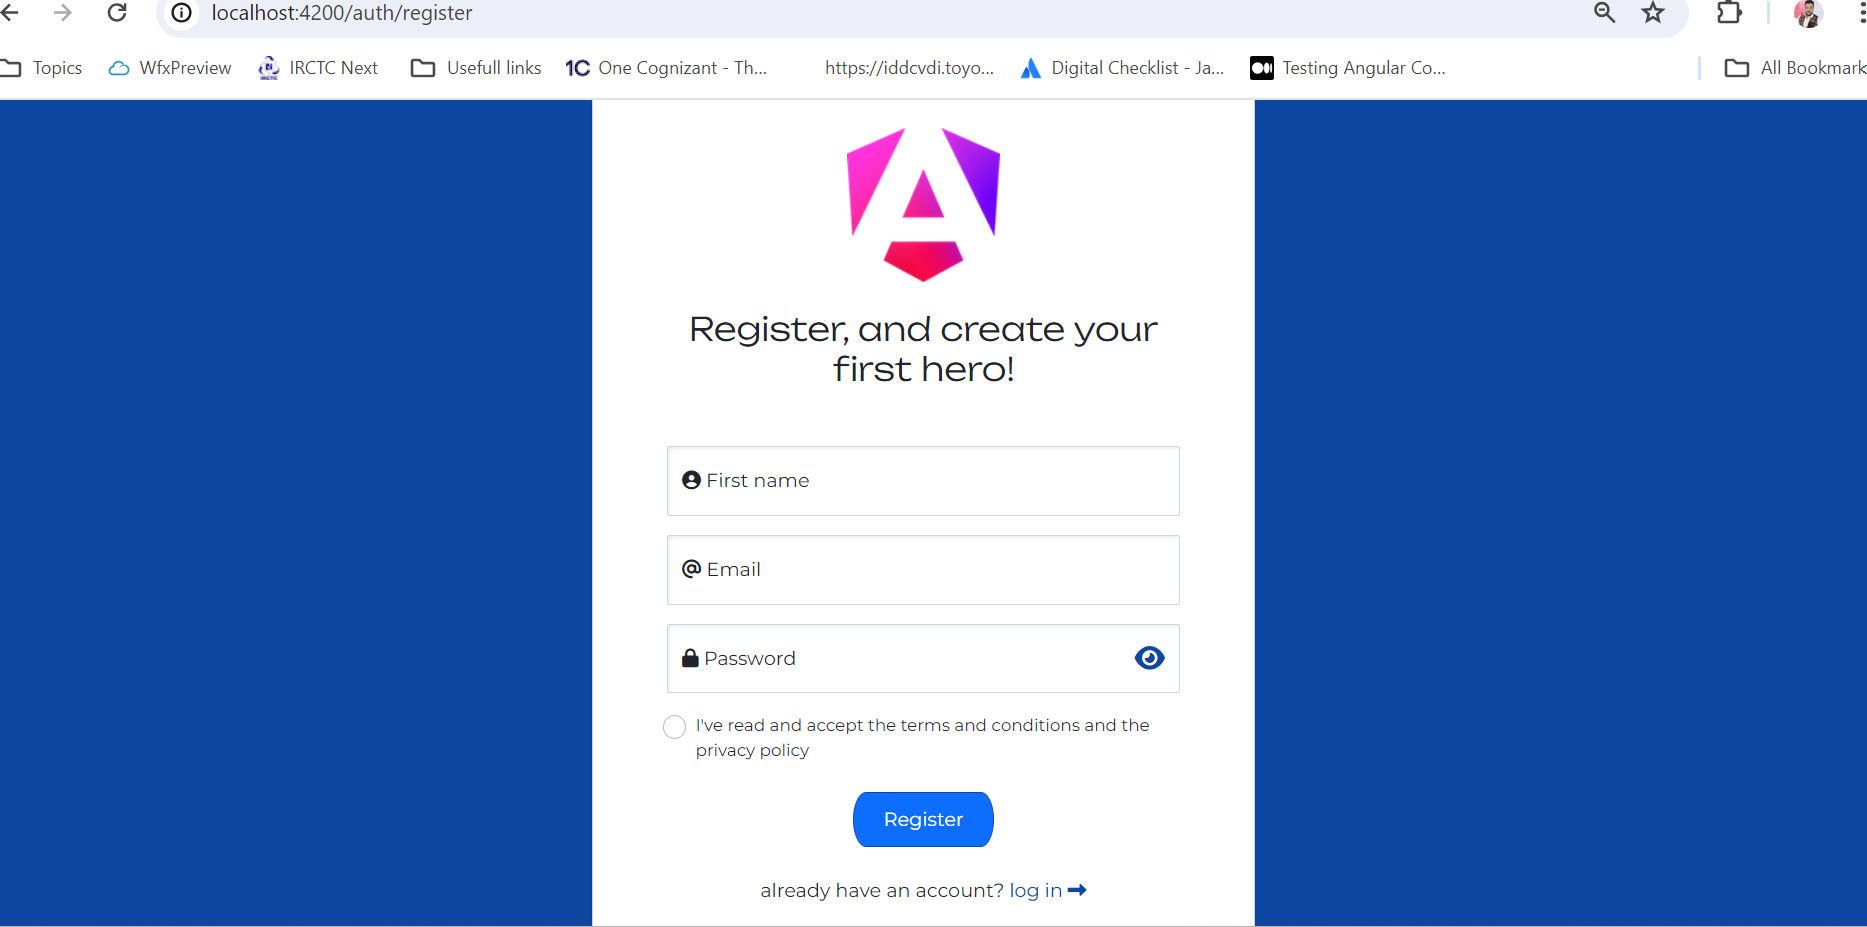 localhost:4200/auth/register
Topics WfxPreview IRCTC Next Usefull links 1C One Cognizant - Th... https://iddcvdi.toyo... Digital Checklist - Ja... Testing Angular Co... All Bookmark
Register, and create your
first hero!
First name
@ Email
Password
I've read and accept the terms and conditions and the
privacy policy
Register
already have an account? log in